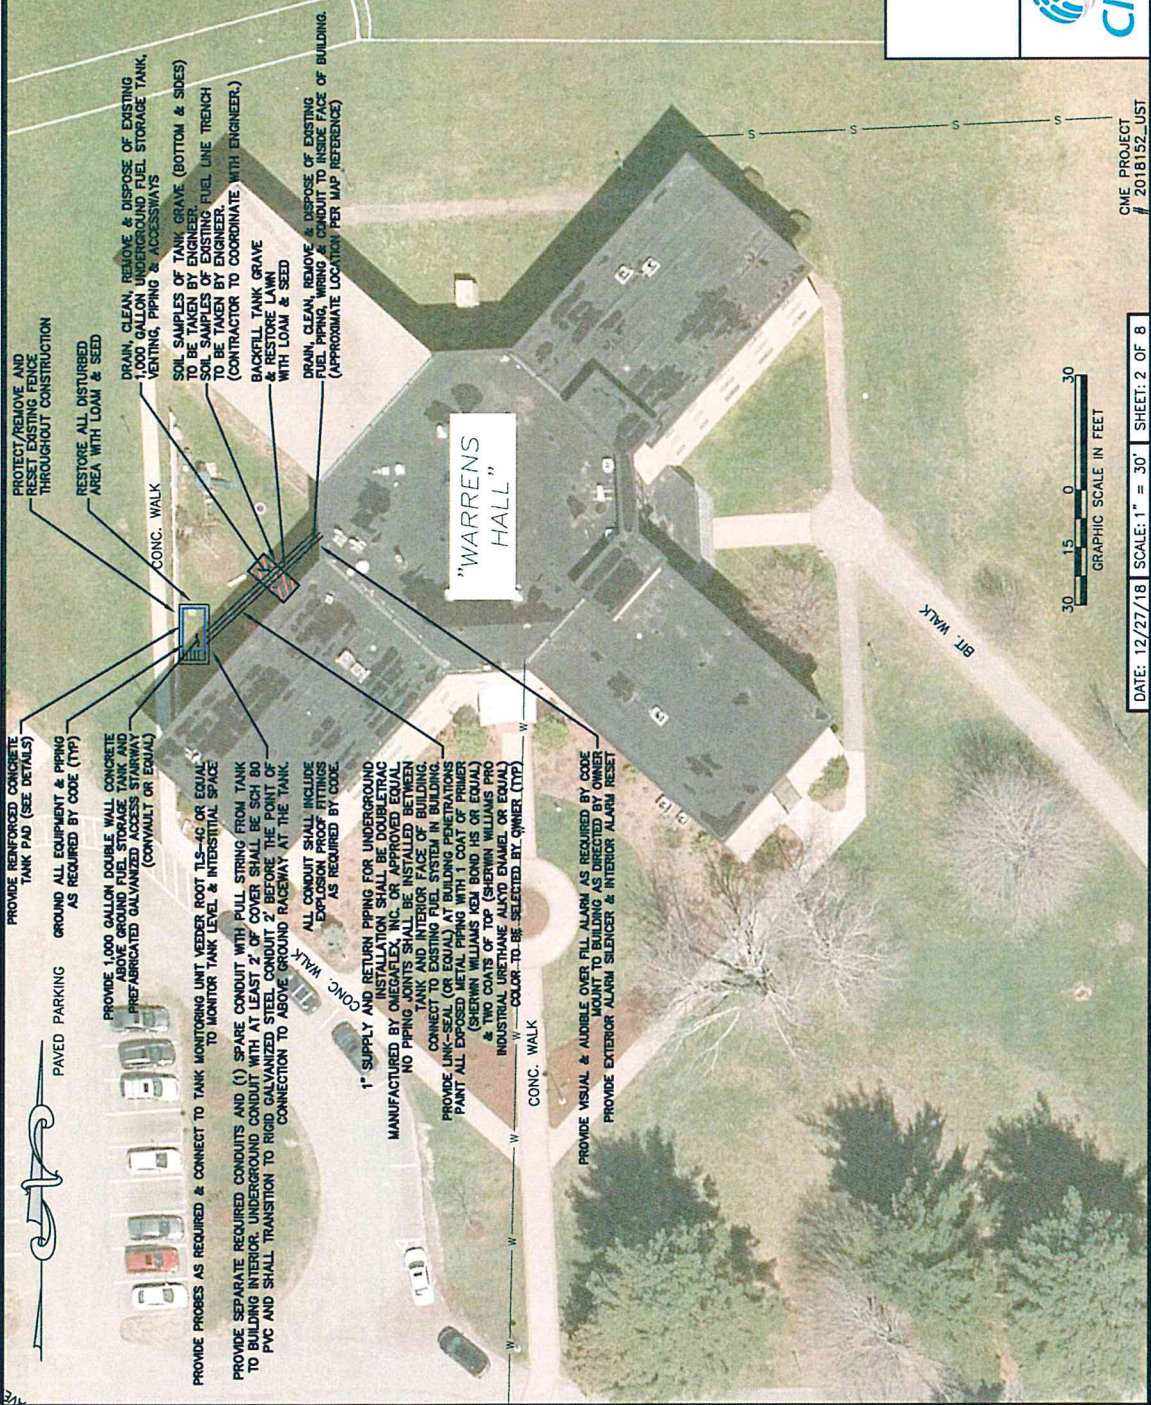 PROVIDE REINFORCED CONCRETE
TANK PAD (SEE DETAILS)
GROUND ALL EQUIPMENT & PIPING
AS REQUIRED BY CODE (TYP)
PROVIDE 1,000 GALLON DOUBLE WALL CONCRETE
ABOVE GROUND FUEL STORAGE TANK AND
PREFABRICATED GALVANIZED ACCESS STAIRWAY
(CONVAULT OR EQUAL)
PAVED PARKING
PROVIDE PROBES AS REQUIRED & CONNECT TO TANK MONITORING UNIT VEEDER ROOT TLS-4C OR EQUAL
TO MONITOR TANK LEVEL & INTERSTITIAL SPACE
PROVIDE SEPARATE REQUIRED CONDUITS AND (1) SPARE CONDUIT WITH PULL STRING FROM TANK
TO BUILDING INTERIOR. UNDERGROUND CONDUIT WITH AT LEAST 2' OF COVER SHALL BE SCH 80
PVC AND SHALL TRANSITION TO RIGID GALVANIZED STEEL CONDUIT 2' BEFORE THE POINT OF
CONNECTION TO ABOVE GROUND RACEWAY AT THE TANK.
ALL CONDUIT SHALL INCLUDE
EXPLOSION PROOF FITTINGS
AS REQUIRED BY CODE.
1" SUPPLY AND RETURN PIPING FOR UNDERGROUND
INSTALLATION SHALL BE DOUBLETRAC
MANUFACTURED BY OMEGAFLEX, INC. OR APPROVED EQUAL.
NO PIPING JOINTS SHALL BE INSTALLED BETWEEN
TANK AND INTERIOR FACE OF BUILDING.
CONNECT TO EXISTING FUEL SYSTEM IN BUILDING.
PROVIDE LINK-SEAL (OR EQUAL) AT BUILDING PENETRATIONS
PAINT ALL EXPOSED METAL PIPING WITH 1 COAT OF PRIMER
(SHERWIN WILLIAMS KEM BOND HS OR EQUAL)
& TWO COATS OF TOP (SHERWIN WILLIAMS PRO
INDUSTRIAL URETHANE ALKYD ENAMEL OR EQUAL)
COLOR TO BE SELECTED BY OWNER (TYP)
PROVIDE VISUAL & AUDIBLE OVER FILL ALARM AS REQUIRED BY CODE
MOUNT TO BUILDING AS DIRECTED BY OWNER
PROVIDE EXTERIOR ALARM SILENCER & INTERIOR ALARM RESET
PROTECT/REMOVE AND
RESET EXISTING FENCE
THROUGHOUT CONSTRUCTION
RESTORE ALL DISTURBED
AREA WITH LOAM & SEED
DRAIN, CLEAN, REMOVE & DISPOSE OF EXISTING
1,000 GALLON UNDERGROUND FUEL STORAGE TANK,
VENTING, PIPING & ACCESSWAYS
SOIL SAMPLES OF TANK GRAVE (BOTTOM & SIDES)
TO BE TAKEN BY ENGINEER.
SOIL SAMPLES OF EXISTING FUEL LINE TRENCH
TO BE TAKEN BY ENGINEER.
(CONTRACTOR TO COORDINATE WITH ENGINEER.)
BACKFILL TANK GRAVE
& RESTORE LAWN
WITH LOAM & SEED
DRAIN, CLEAN, REMOVE & DISPOSE OF EXISTING
FUEL PIPING, WIRING & CONDUIT TO INSIDE FACE OF BUILDING.
(APPROXIMATE LOCATION PER MAP REFERENCE)
CONC. WALK
CONC. WALK
CONC. WALK
"WARRENS
HALL"
BIT. WALK
W
W
W
W
W
S
S
S
S
AVE
30 15 0 30
GRAPHIC SCALE IN FEET
DATE: 12/27/18 SCALE: 1" = 30' SHEET: 2 OF 8
CME PROJECT
# 2018152_UST